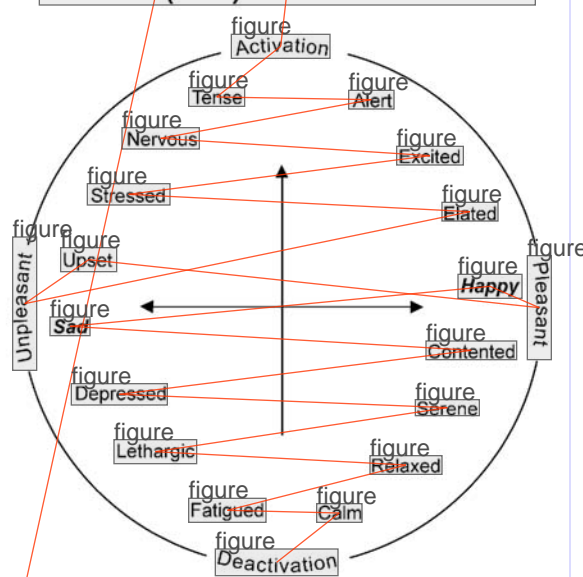 figure
Activation
figure
Tense
figure
Alert
figure
Nervous
figure
Excited
figure
Stressed
figure
Elated
figure
Unpleasant
figure
Upset
figure
Pleasant
figure
Happy
figure
Sad
figure
Contented
figure
Depressed
figure
Serene
figure
Lethargic
figure
Relaxed
figure
Fatigued
figure
Calm
figure
Deactivation